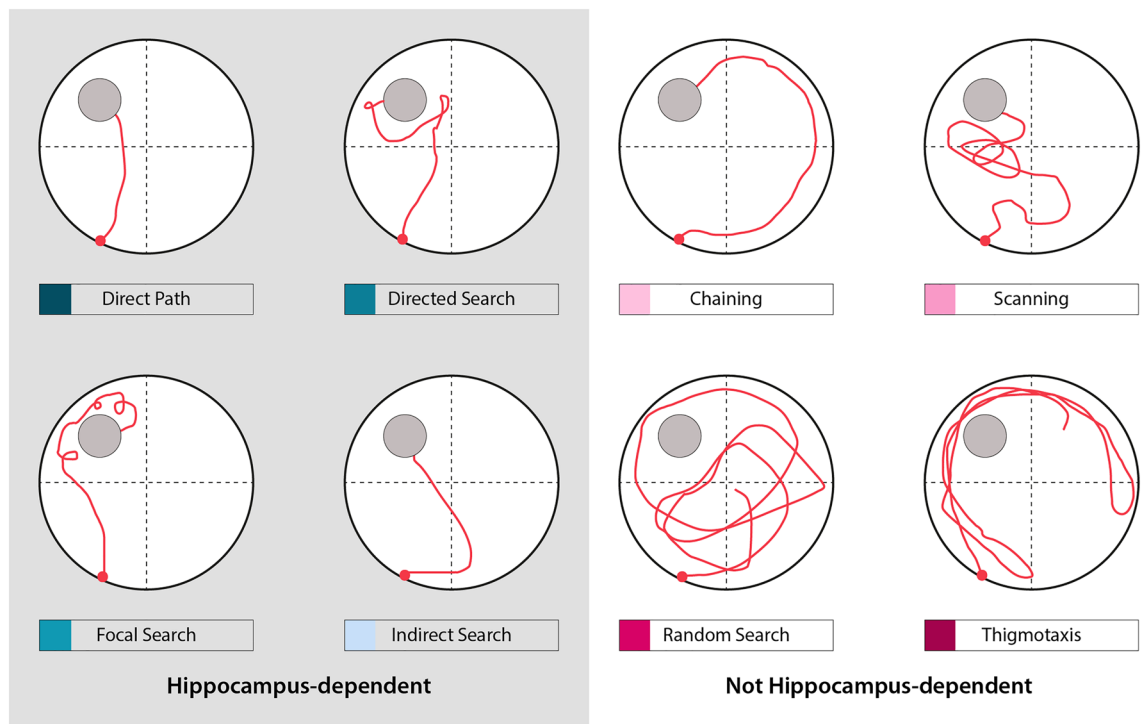 Direct Path
Directed Search
Chaining
Scanning
Focal Search
Indirect Search
Random Search
Thigmotaxis
Hippocampus-dependent
Not Hippocampus-dependent